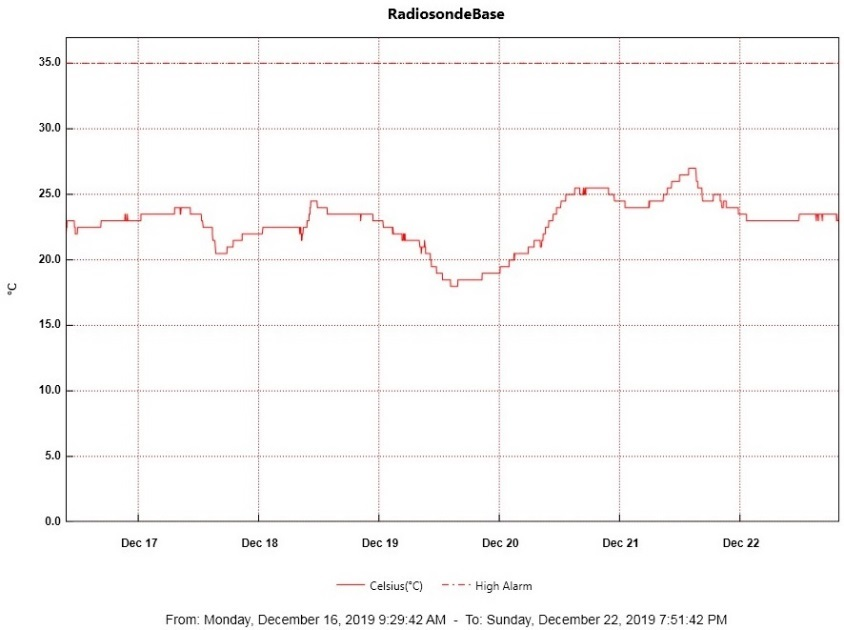 RadiosondeBase
35.0
30.0
25.0
20.0
°C
15.0
10.0
5.0
0.0
Dec 17 Dec 18 Dec 19 Dec 20 Dec 21 Dec 22
Celsius(°C) High Alarm
From: Monday, December 16, 2019 9:29:42 AM - To: Sunday, December 22, 2019 7:51:42 PM